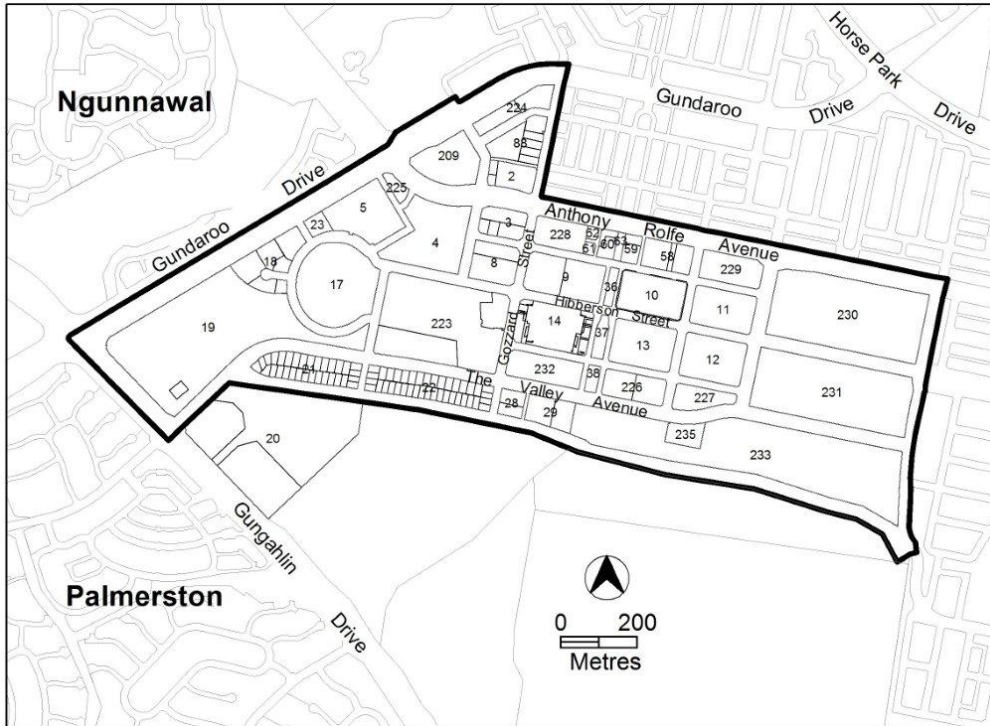 Horse Park
Drive
Ngunnawal
Gundaroo
Drive
224
88
209
2
Drive
225
5
Anthony
Rolfe
Avenue
23
3
228
62
61
60
63
59
58
4
Street
229
Gundaroo
18
8
9
36
10
11
230
17
Hibberson
Street
14
19
223
37
13
12
Gozzard
232
38
21
The
231
22
Valley
226
227
Avenue
28
29
235
20
233
Gungahlin
Drive
Palmerston
0 200
Metres